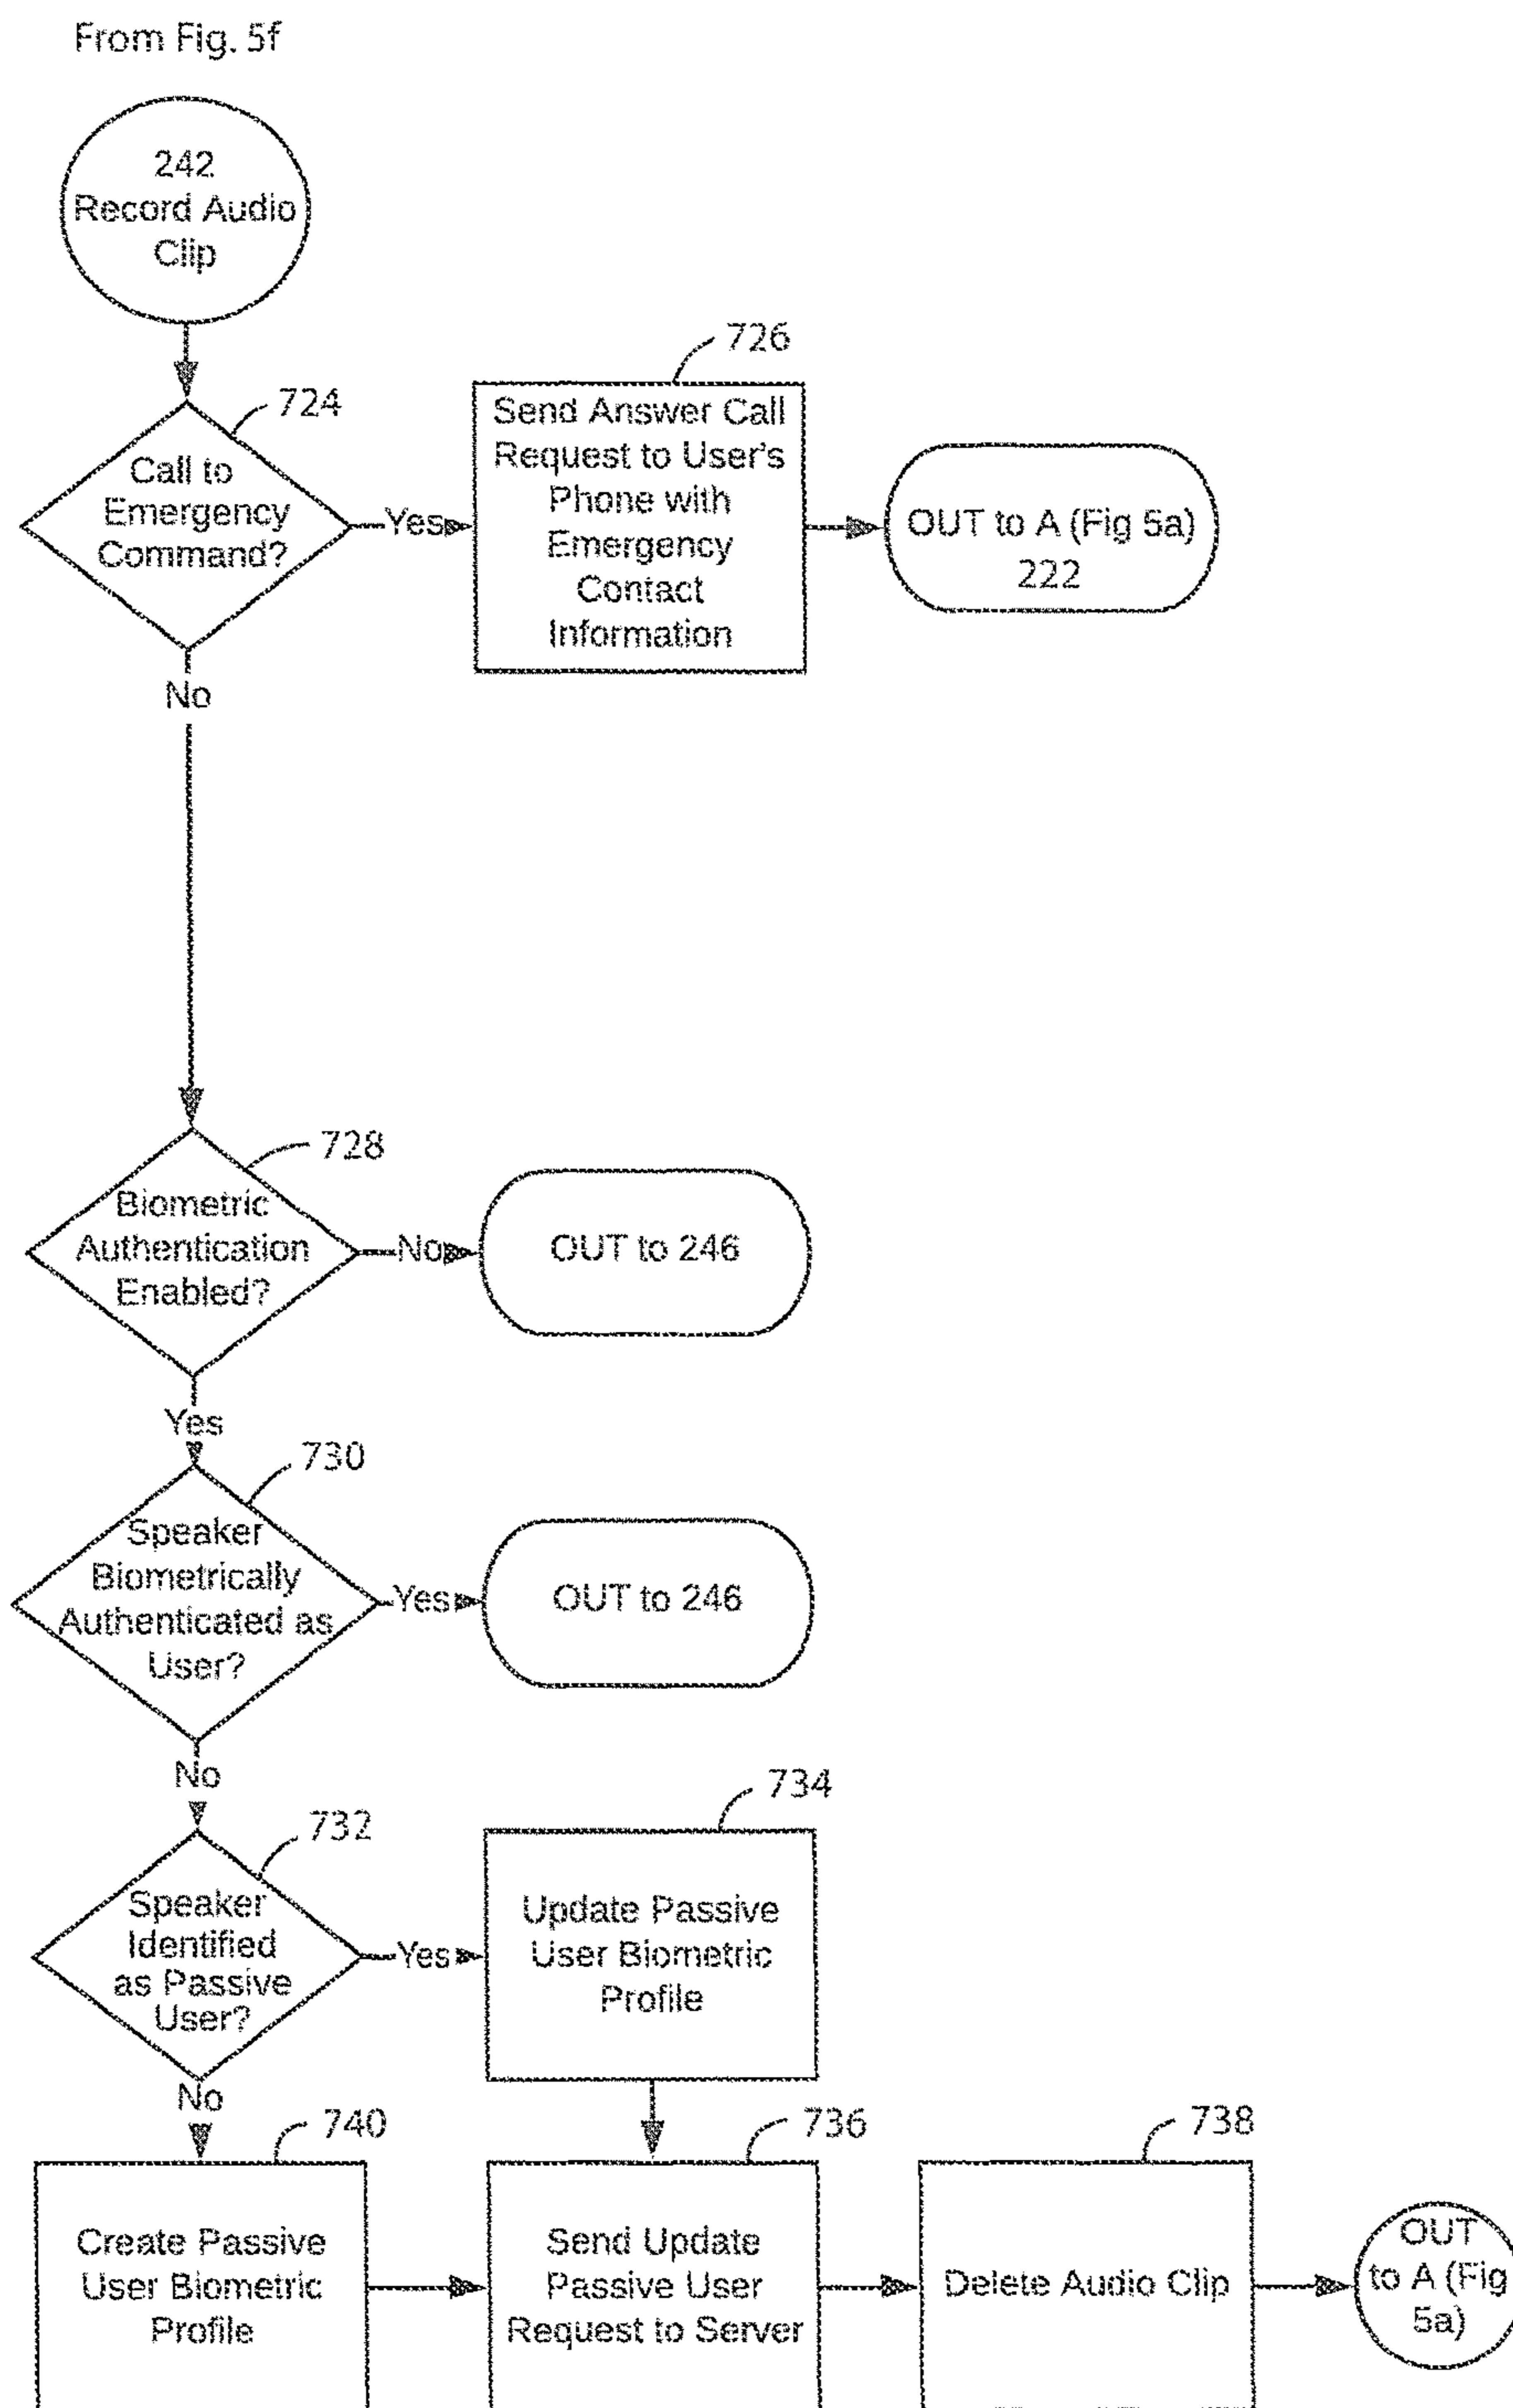 From Fig. 5f
242
Record Audio
Clip
724
Call to
Emergency
Command?
Yes
726
Send Answer Call
Request to User's
Phone with
Emergency
Contact
Information
OUT to A (Fig 5a)
222
No
728
Biometric
Authentication
Enabled?
No
OUT to 246
Yes
730
Speaker
Biometrically
Authenticated as
User?
Yes
OUT to 246
No
732
Speaker
Identified
as Passive
User?
Yes
734
Update Passive
User Biometric
Profile
No
740
Create Passive
User Biometric
Profile
736
Send Update
Passive User
Request to Server
738
Delete Audio Clip
OUT
to A (Fig
5a)